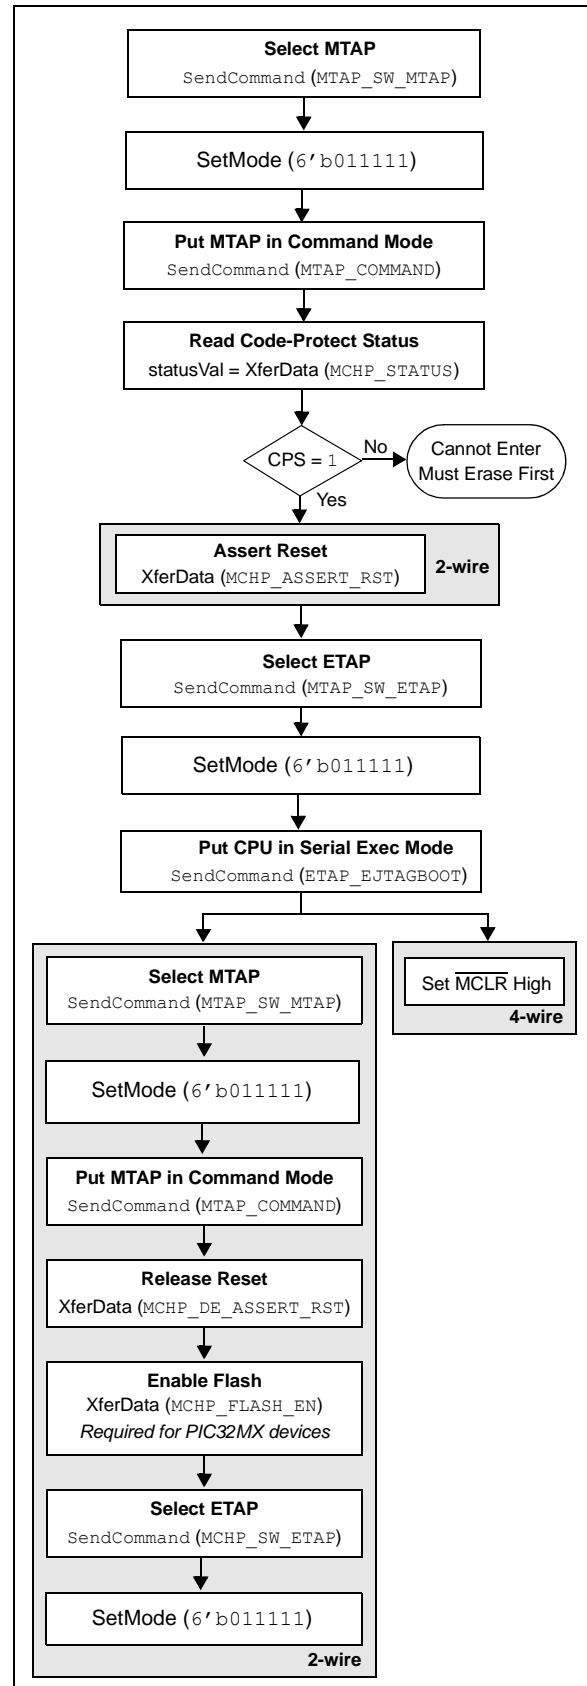 Select MTAP
SendCommand (MTAP_SW_MTAP)
SetMode (6'b011111)
Put MTAP in Command Mode
SendCommand (MTAP_COMMAND)
Read Code-Protect Status
statusVal = XferData (MCHP_STATUS)
CPS = 1
No
Cannot Enter
Must Erase First
Yes
Assert Reset
XferData (MCHP_ASSERT_RST)
2-wire
Select ETAP
SendCommand (MTAP_SW_ETAP)
SetMode (6'b011111)
Put CPU in Serial Exec Mode
SendCommand (ETAP_EJTAGBOOT)
Select MTAP
SendCommand (MTAP_SW_MTAP)
Set MCLR High
4-wire
SetMode (6'b011111)
Put MTAP in Command Mode
SendCommand (MTAP_COMMAND)
Release Reset
XferData (MCHP_DE_ASSERT_RST)
Enable Flash
XferData (MCHP_FLASH_EN)
Required for PIC32MX devices
Select ETAP
SendCommand (MCHP_SW_ETAP)
SetMode (6'b011111)
2-wire